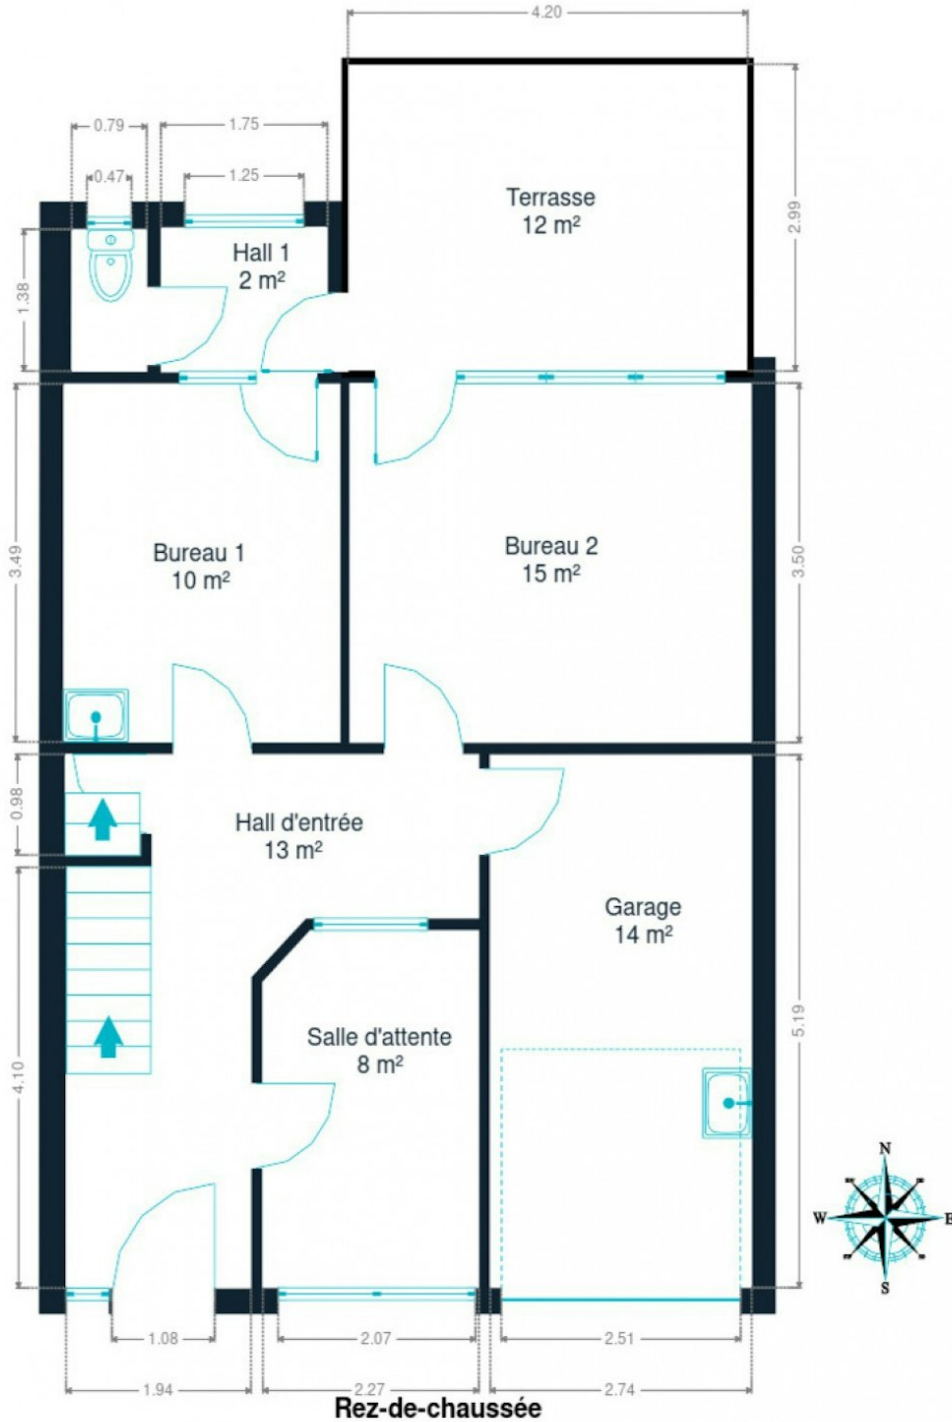 4.20
0.79
1.75
0.47
1.25
Terrasse
12 m²
2.99
Hall 1
2 m²
1.38
Bureau 1
10 m²
Bureau 2
15 m²
3.49
3.50
0.98
Hall d'entrée
13 m²
Garage
14 m²
Salle d'attente
8 m²
4.10
5.19
N
W
E
S
1.08
2.07
2.51
1.94
2.27
2.74
Rez-de-chaussée